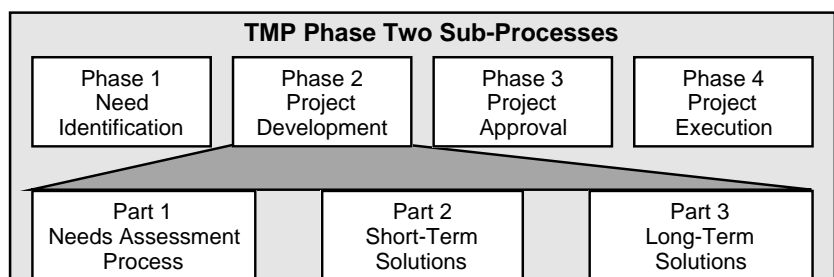 TMP Phase Two Sub-Processes
Phase 1
Need
Identification
Phase 2
Project
Development
Phase 3
Project
Approval
Phase 4
Project
Execution
Part 1
Needs Assessment
Process
Part 2
Short-Term
Solutions
Part 3
Long-Term
Solutions